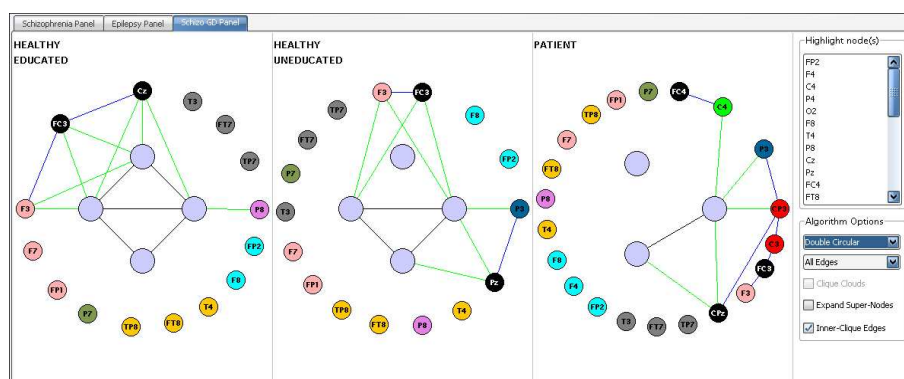 Schizophrenia Panel
Epilepsy Panel
Schizo GD Panel
HEALTHY
EDUCATED
Cz
T3
FC3
FT7
TP7
F3
P8
F7
FP2
FP1
F8
P7
T4
TP8
FT8
HEALTHY
UNEDUCATED
F3
FC3
TP7
F8
FT7
P7
FP2
T3
P3
F7
Pz
FP1
TP8
FT8
P8
T4
PATIENT
P7
FC4
FP1
C4
TP8
F7
P3
FT8
P8
CP3
T4
C3
F8
FC3
F4
F3
FP2
CPz
T3
FT7
TP7
Highlight node(s)
FP2
F4
C4
P4
O2
F8
T4
P8
Cz
Pz
FC4
FT8
Algorithm Options
Double Circular
All Edges
Clique Clouds
Expand Super-Nodes
Inner-Clique Edges